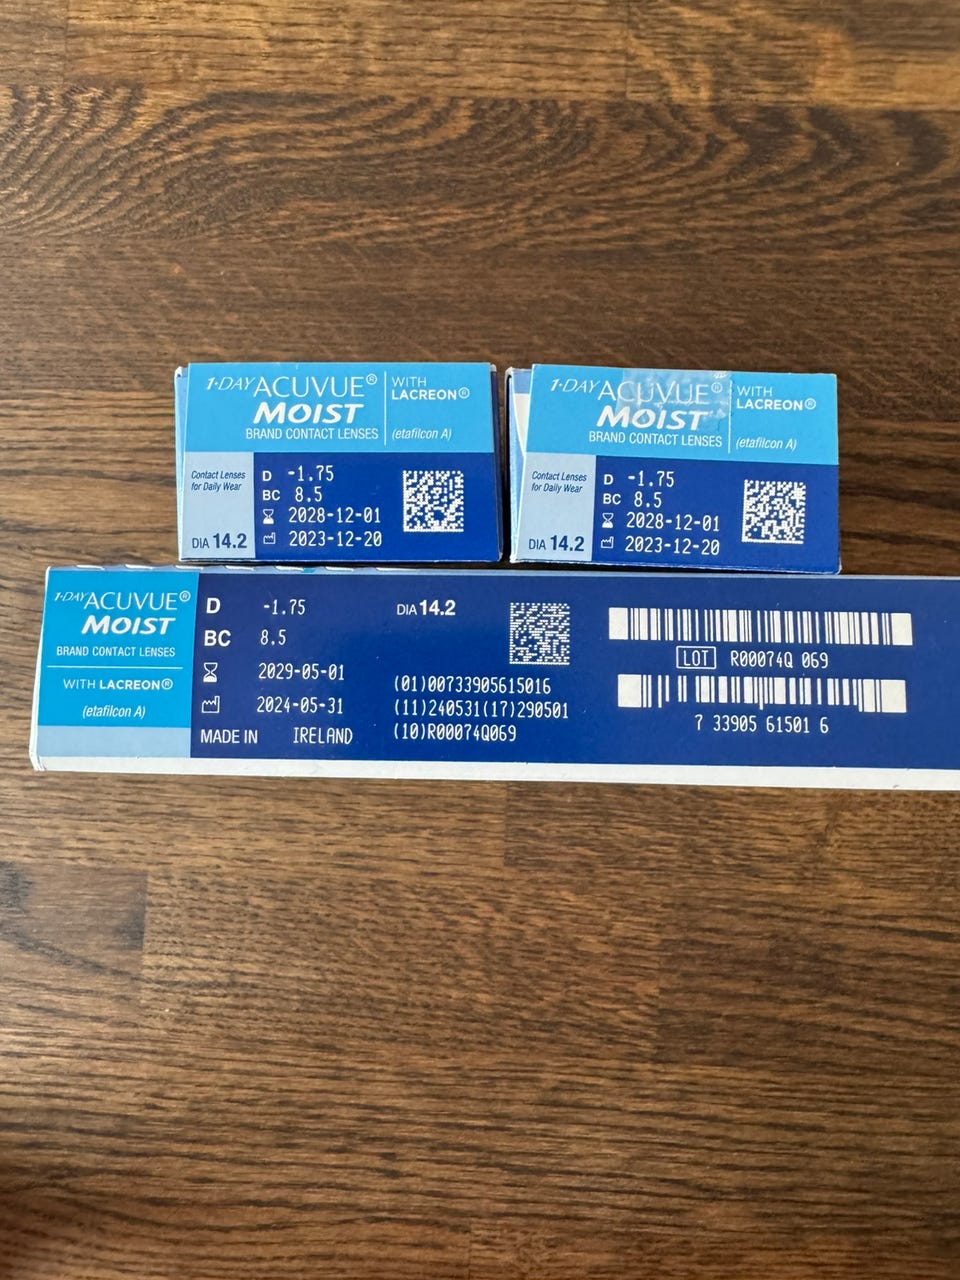 1·DAY ACUVUE® MOIST
BRAND CONTACT LENSES
WITH LACREON®
(etafilcon A)
Contact Lenses for Daily Wear
DIA 14.2
D -1.75
BC 8.5
2028-12-01
2023-12-20
1·DAY ACUVUE® MOIST
BRAND CONTACT LENSES
WITH LACREON®
(etafilcon A)
Contact Lenses for Daily Wear
DIA 14.2
D -1.75
BC 8.5
2028-12-01
2023-12-20
1·DAY ACUVUE®
MOIST
BRAND CONTACT LENSES
WITH LACREON®
(etafilcon A)
D -1.75
BC 8.5
2029-05-01
2024-05-31
MADE IN IRELAND
DIA 14.2
(01)00733905615016
(11)240531(17)290501
(10)R00074Q069
LOT R00074Q 069
7 33905 61501 6